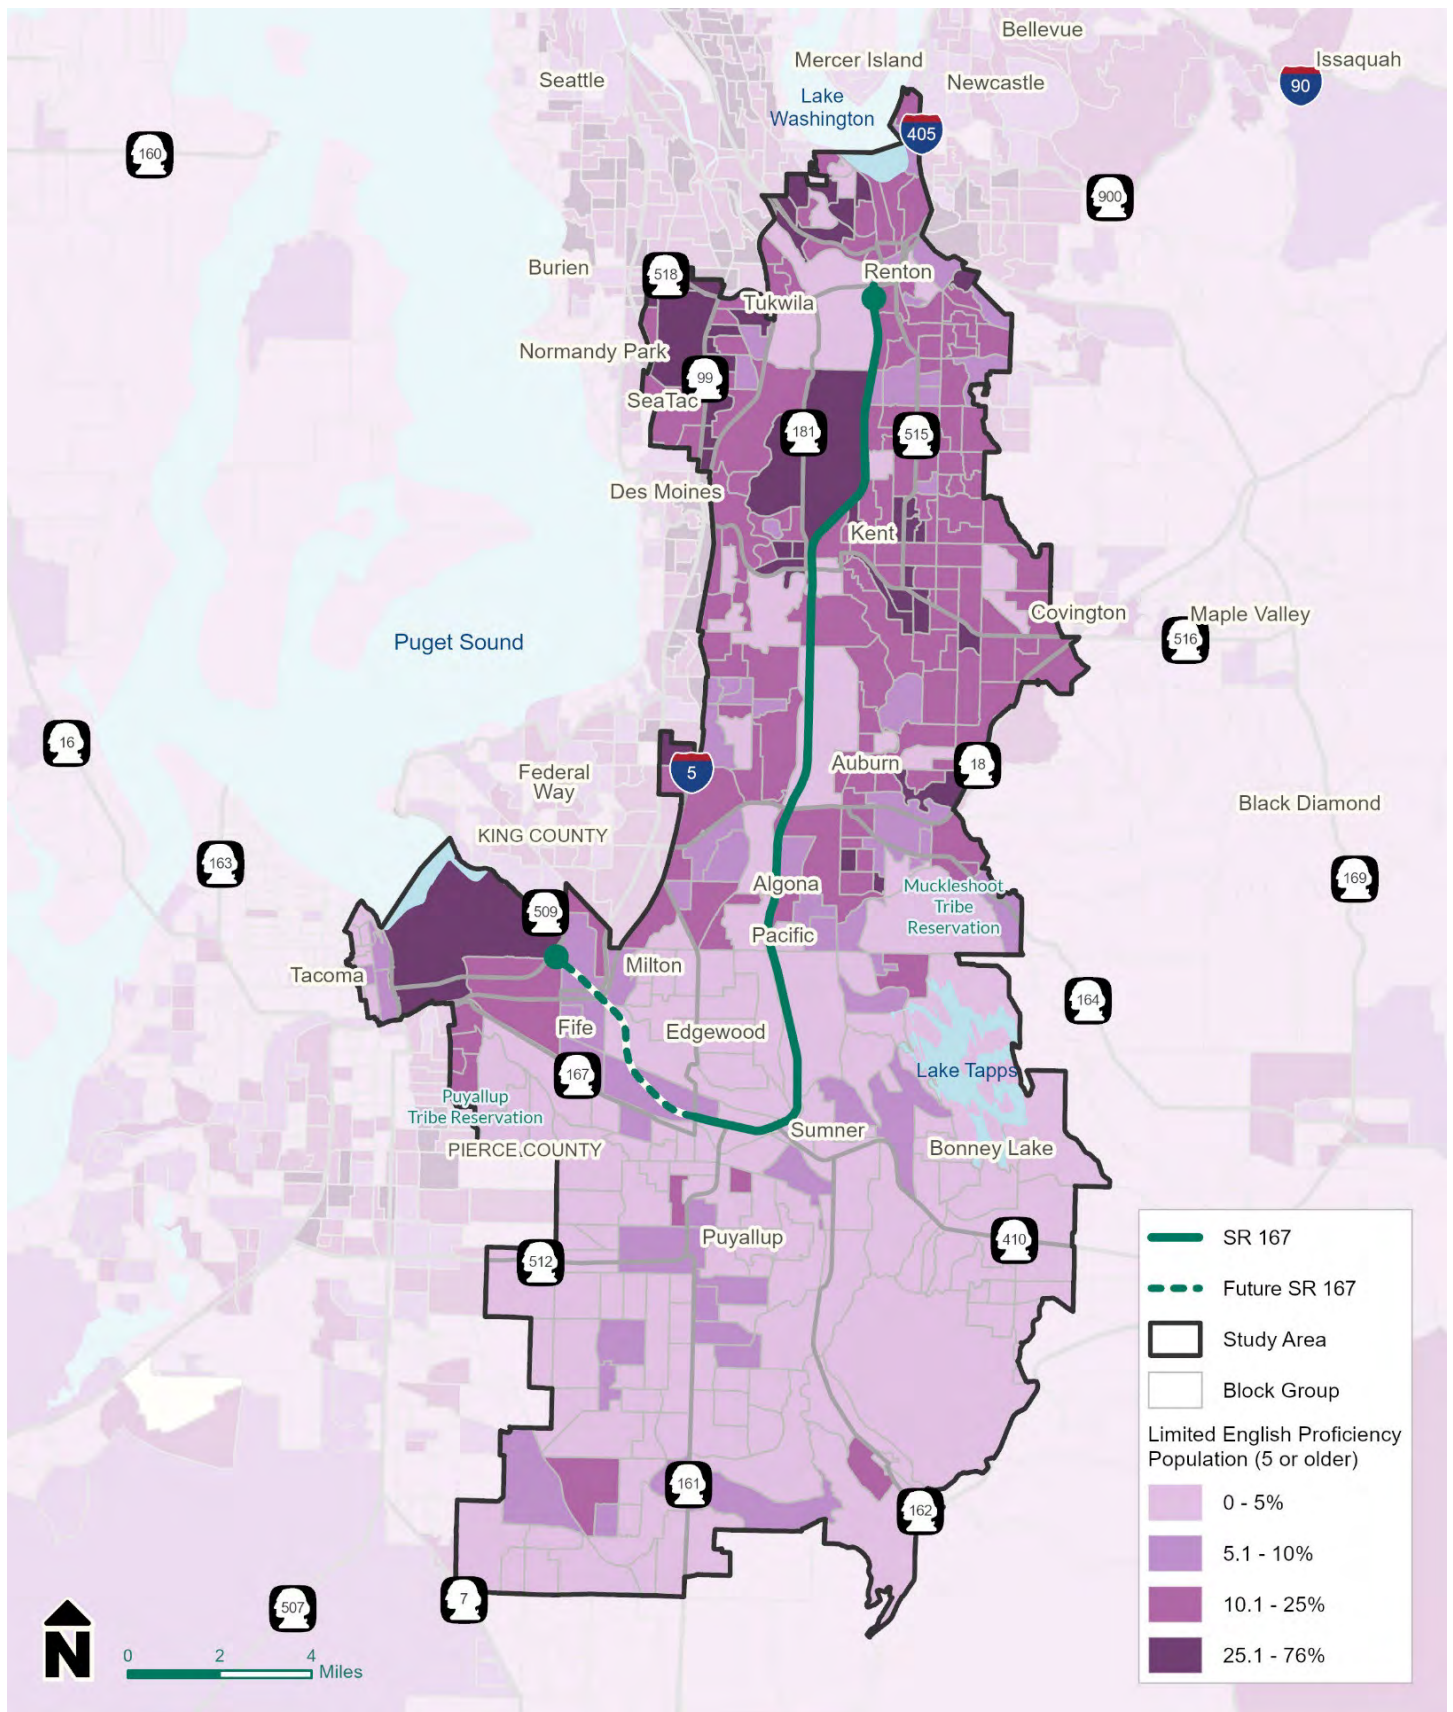 Bellevue
Mercer Island
Issaquah
Seattle
Newcastle
90
Lake
Washington
405
160
900
Burien
518
Renton
Tukwila
Normandy Park
99
SeaTac
181
515
Des Moines
Kent
Covington
Maple Valley
516
Puget Sound
16
5
Auburn
18
Federal
Way
Black Diamond
KING COUNTY
163
169
Algona
Muckleshoot
Tribe
Reservation
509
Pacific
Tacoma
Milton
164
Fife
Edgewood
167
Lake Tapps
Puyallup
Tribe Reservation
Sumner
PIERCE COUNTY
Bonney Lake
Puyallup
410
512
161
162
7
507
N
0 2 4
Miles
SR 167
Future SR 167
Study Area
Block Group
Limited English Proficiency
Population (5 or older)
0 - 5%
5.1 - 10%
10.1 - 25%
25.1 - 76%